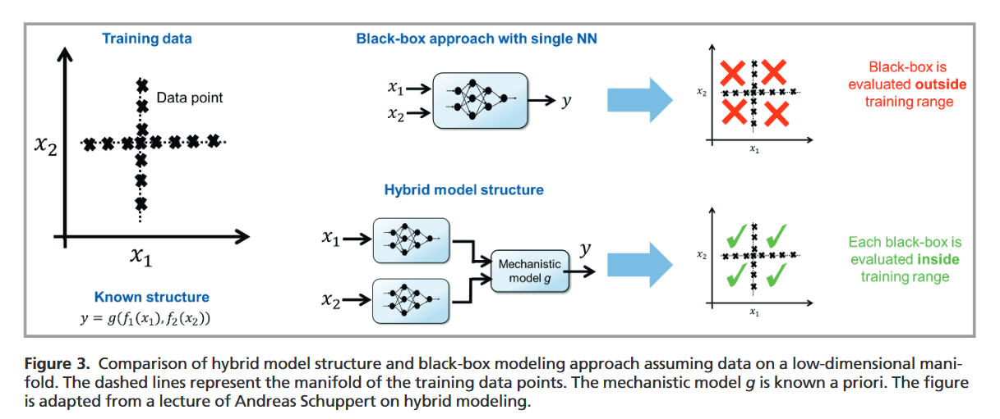 Training data
Data point
x₂
x₁
Known structure
y = g(f₁(x₁), f₂(x₂))
Black-box approach with single NN
x₁
x₂
y
x₂
x₁
Black-box is
evaluated outside
training range
Hybrid model structure
x₁
x₂
Mechanistic
model g
y
x₂
x₁
Each black-box is
evaluated inside
training range
Figure 3. Comparison of hybrid model structure and black-box modeling approach assuming data on a low-dimensional mani-
fold. The dashed lines represent the manifold of the training data points. The mechanistic model g is known a priori. The figure
is adapted from a lecture of Andreas Schuppert on hybrid modeling.